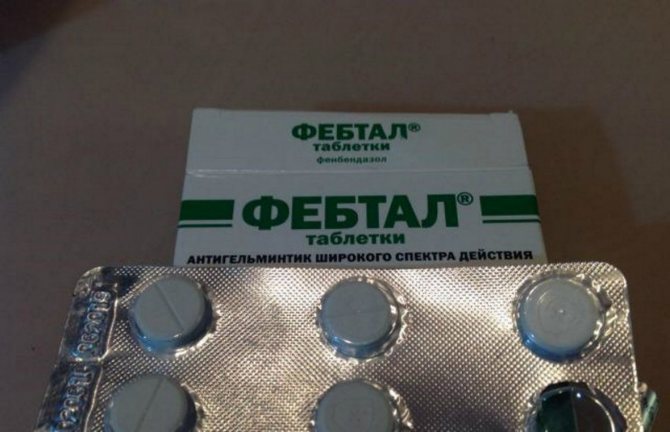 ФЕБТАЛ®
таблетки
фенбендазол
ФЕБТАЛ®
таблетки
АНТИГЕЛЬМИНТИК ШИРОКОГО СПЕКТРА ДЕЙСТВИЯ